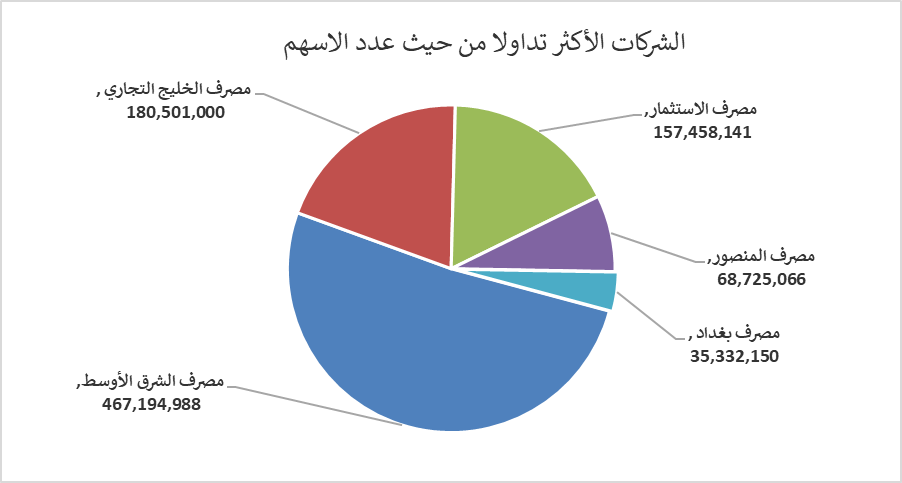 الشركات الأكثر تداولا من حيث عدد الاسهم
مصرف الخليج التجاري ,
180,501,000
مصرف الاستثمار,
157,458,141
مصرف المنصور,
68,725,066
مصرف بغداد ,
35,332,150
مصرف الشرق الأوسط,
467,194,988